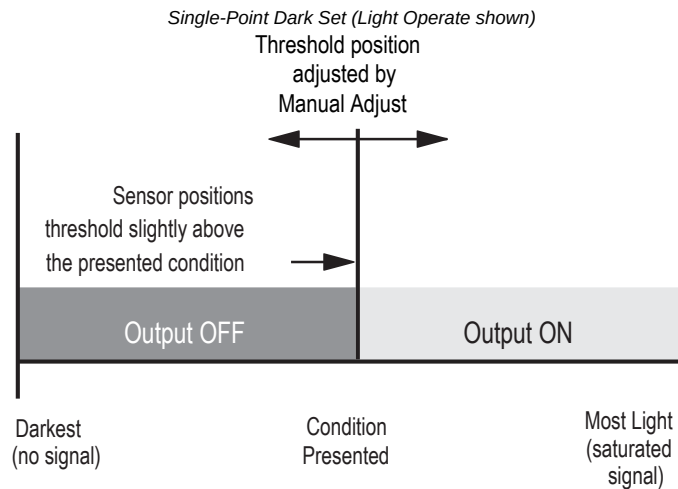 Single-Point Dark Set (Light Operate shown)
Threshold position
adjusted by
Manual Adjust
Sensor positions
threshold slightly above
the presented condition
Output OFF
Output ON
Darkest
(no signal)
Condition
Presented
Most Light
(saturated
signal)